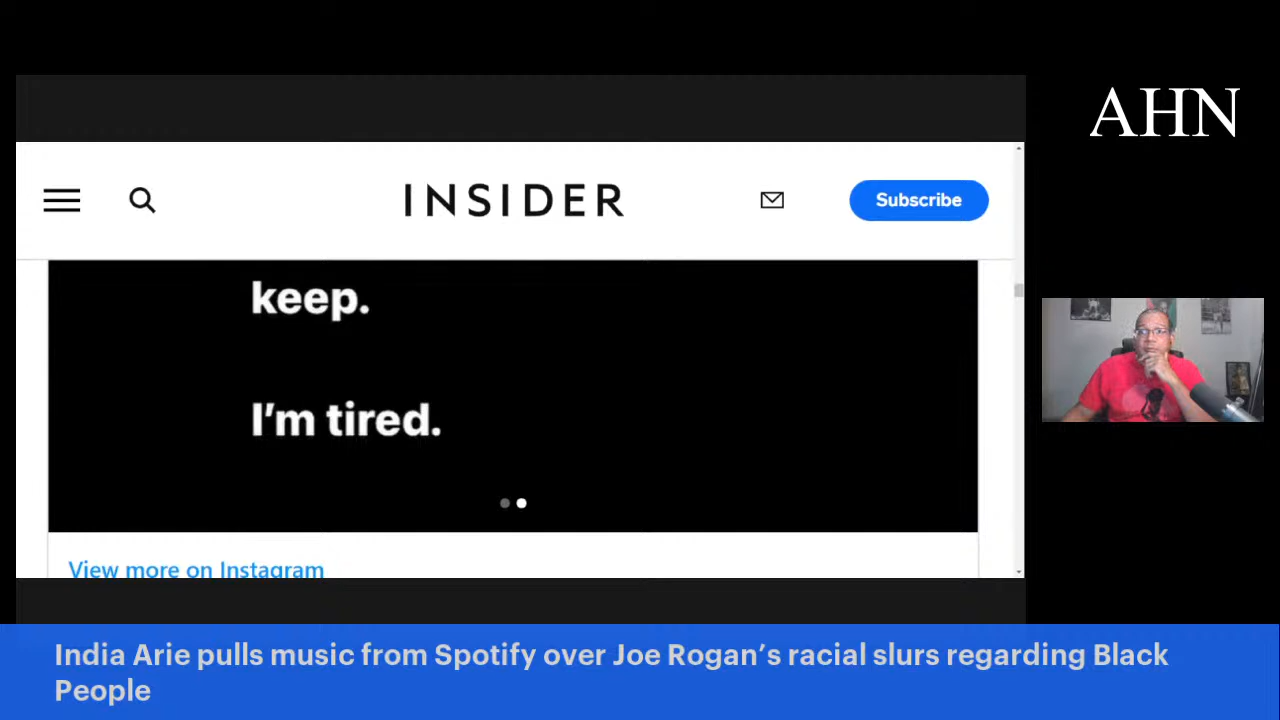 AHN
INSIDER
Subscribe
keep.
I'm tired.
View more on Instagram
India Arie pulls music from Spotify over Joe Rogan's racial slurs regarding Black
People